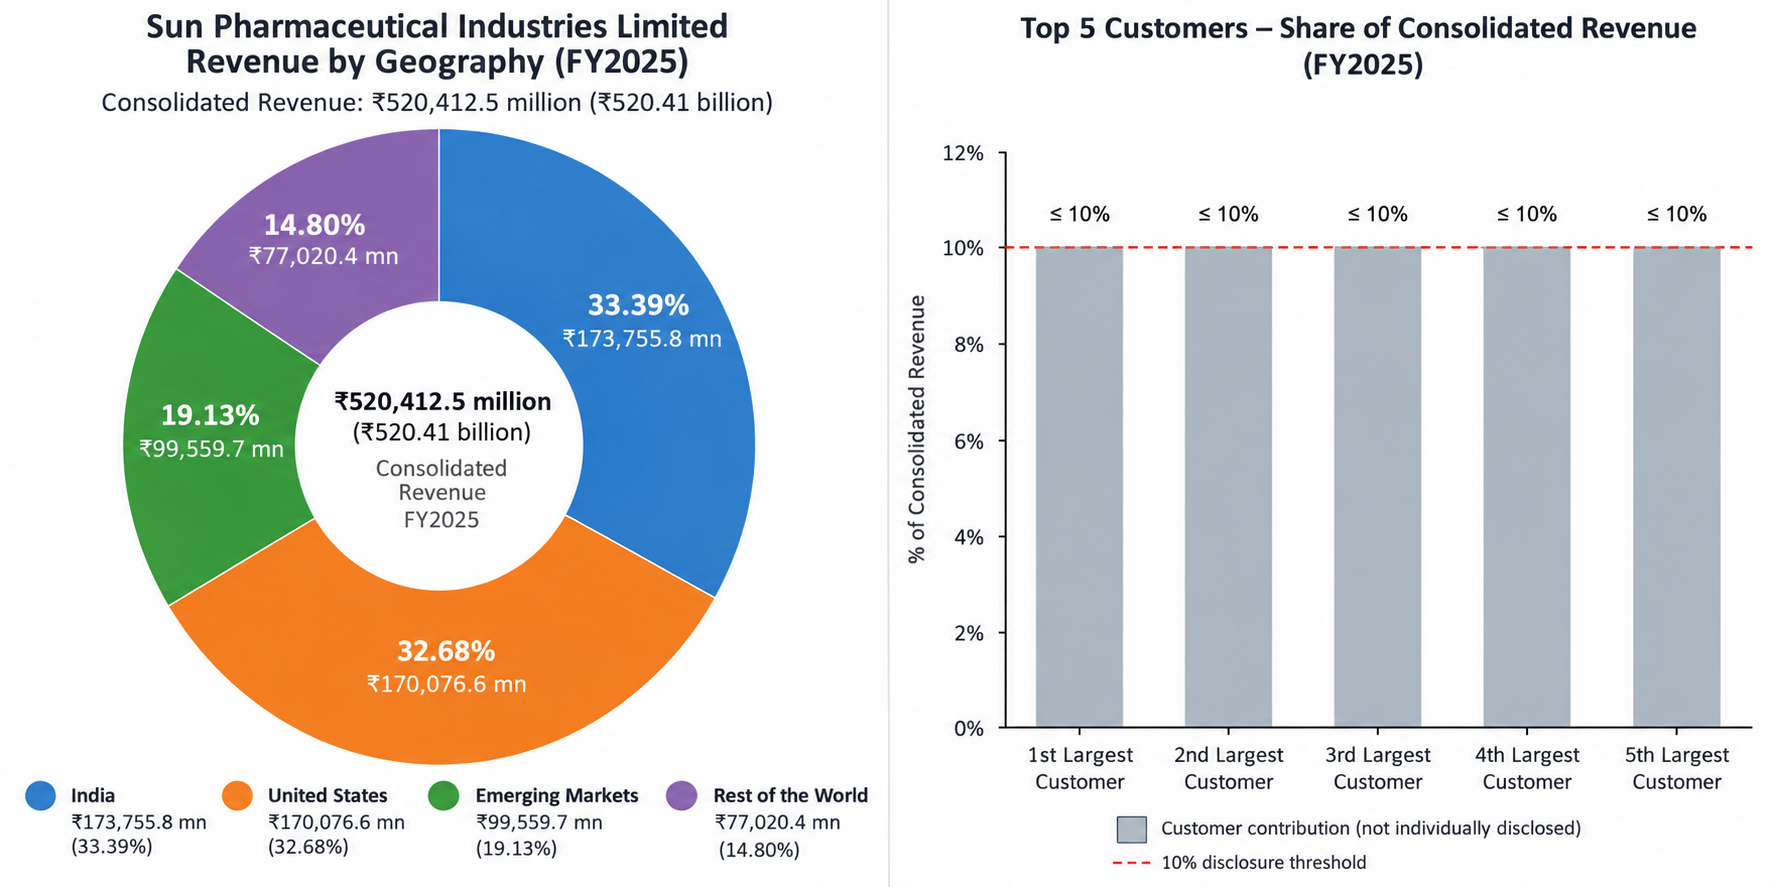 Sun Pharmaceutical Industries Limited
Revenue by Geography (FY2025)
Consolidated Revenue: ₹520,412.5 million (₹520.41 billion)
14.80%
₹77,020.4 mn
33.39%
₹173,755.8 mn
19.13%
₹99,559.7 mn
₹520,412.5 million
(₹520.41 billion)
Consolidated
Revenue
FY2025
32.68%
₹170,076.6 mn
India
₹173,755.8 mn
(33.39%)
United States
₹170,076.6 mn
(32.68%)
Emerging Markets
₹99,559.7 mn
(19.13%)
Rest of the World
₹77,020.4 mn
(14.80%)
Top 5 Customers – Share of Consolidated Revenue
(FY2025)
% of Consolidated Revenue
12%
10%
8%
6%
4%
2%
0%
≤ 10%
≤ 10%
≤ 10%
≤ 10%
≤ 10%
1st Largest
Customer
2nd Largest
Customer
3rd Largest
Customer
4th Largest
Customer
5th Largest
Customer
Customer contribution (not individually disclosed)
10% disclosure threshold